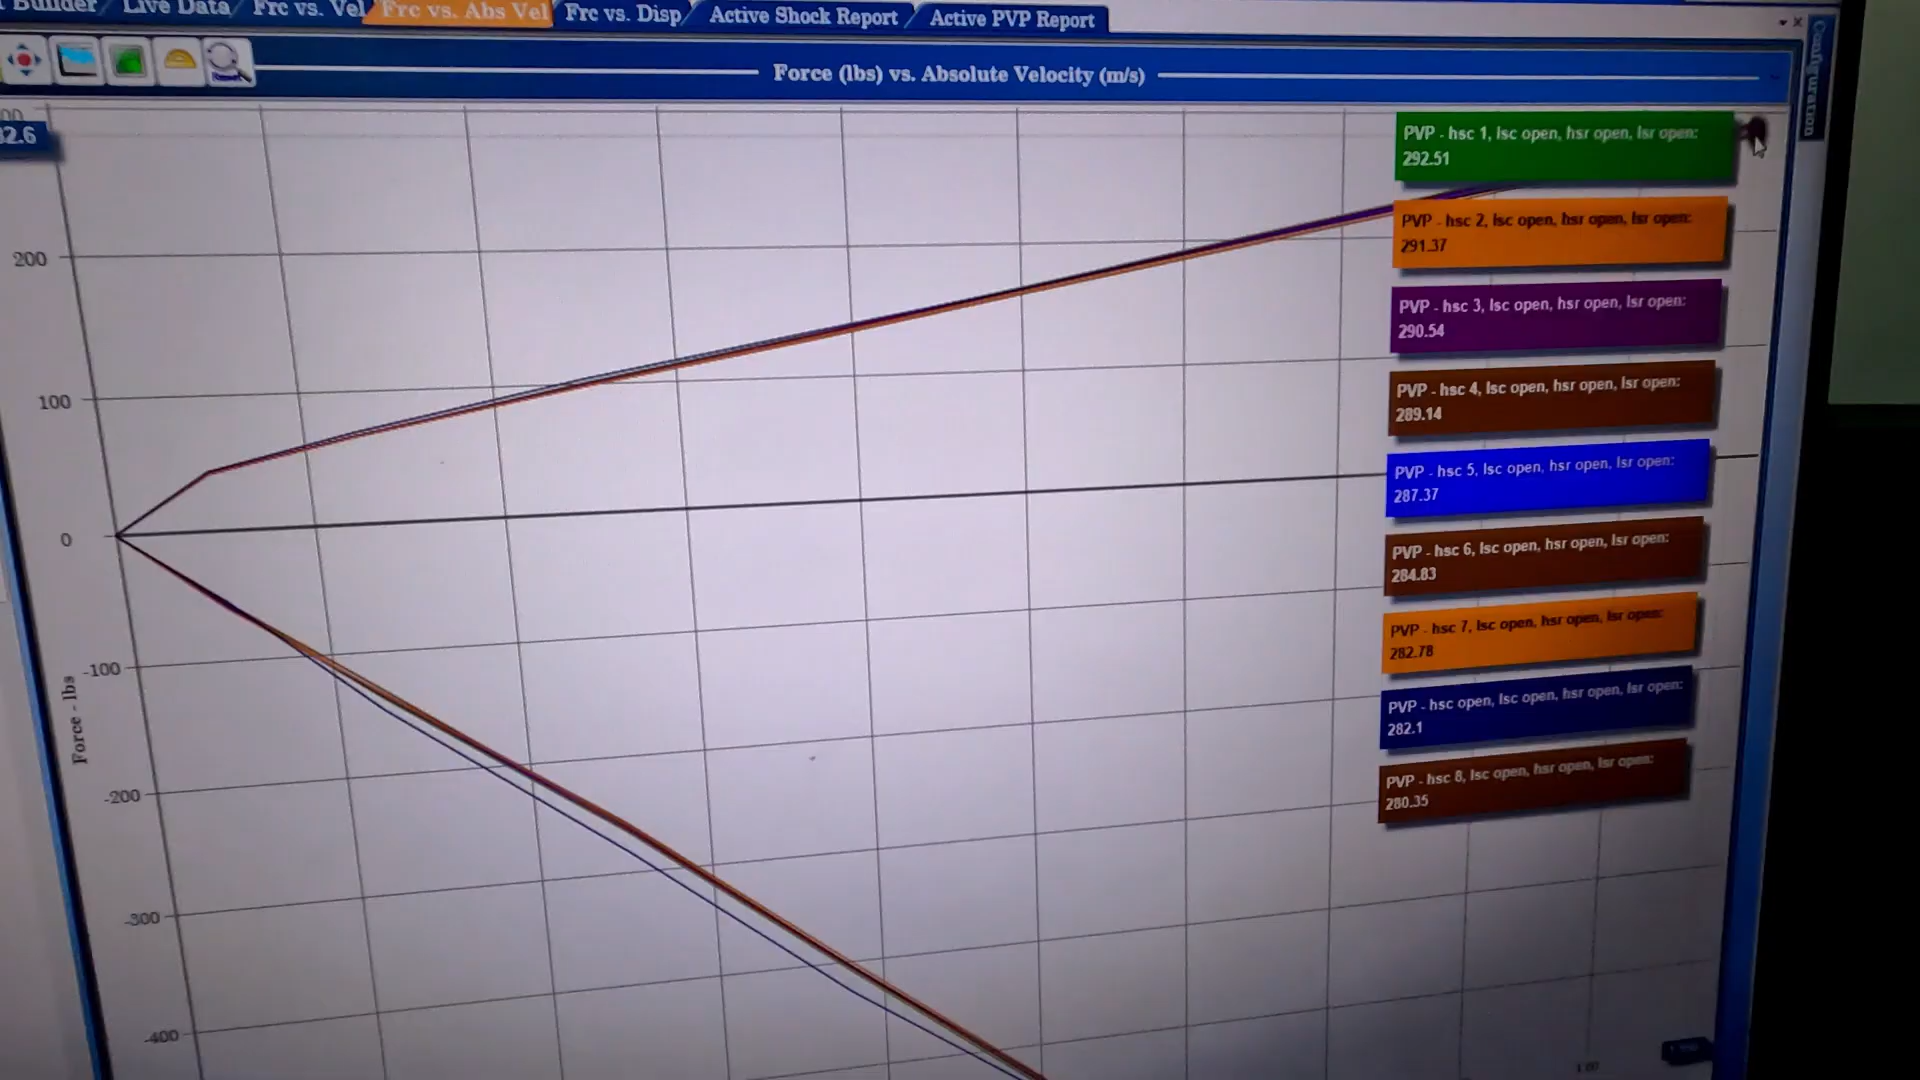 Builder Live Data Frc vs. Vel Frc vs. Abs Vel Frc vs. Disp Active Shock Report Active PVP Report
Configuration
Reset
Force (lbs) vs. Absolute Velocity (m/s)
32.6
200
100
0
-100
-200
-300
-400
Force - lbs
PVP - hsc 1, lsc open, hsr open, lsr open:
292.51
PVP - hsc 2, lsc open, hsr open, lsr open:
291.37
PVP - hsc 3, lsc open, hsr open, lsr open:
290.54
PVP - hsc 4, lsc open, hsr open, lsr open:
289.14
PVP - hsc 5, lsc open, hsr open, lsr open:
287.37
PVP - hsc 6, lsc open, hsr open, lsr open:
284.83
PVP - hsc 7, lsc open, hsr open, lsr open:
282.78
PVP - hsc open, lsc open, hsr open, lsr open:
282.1
PVP - hsc 8, lsc open, hsr open, lsr open:
280.35